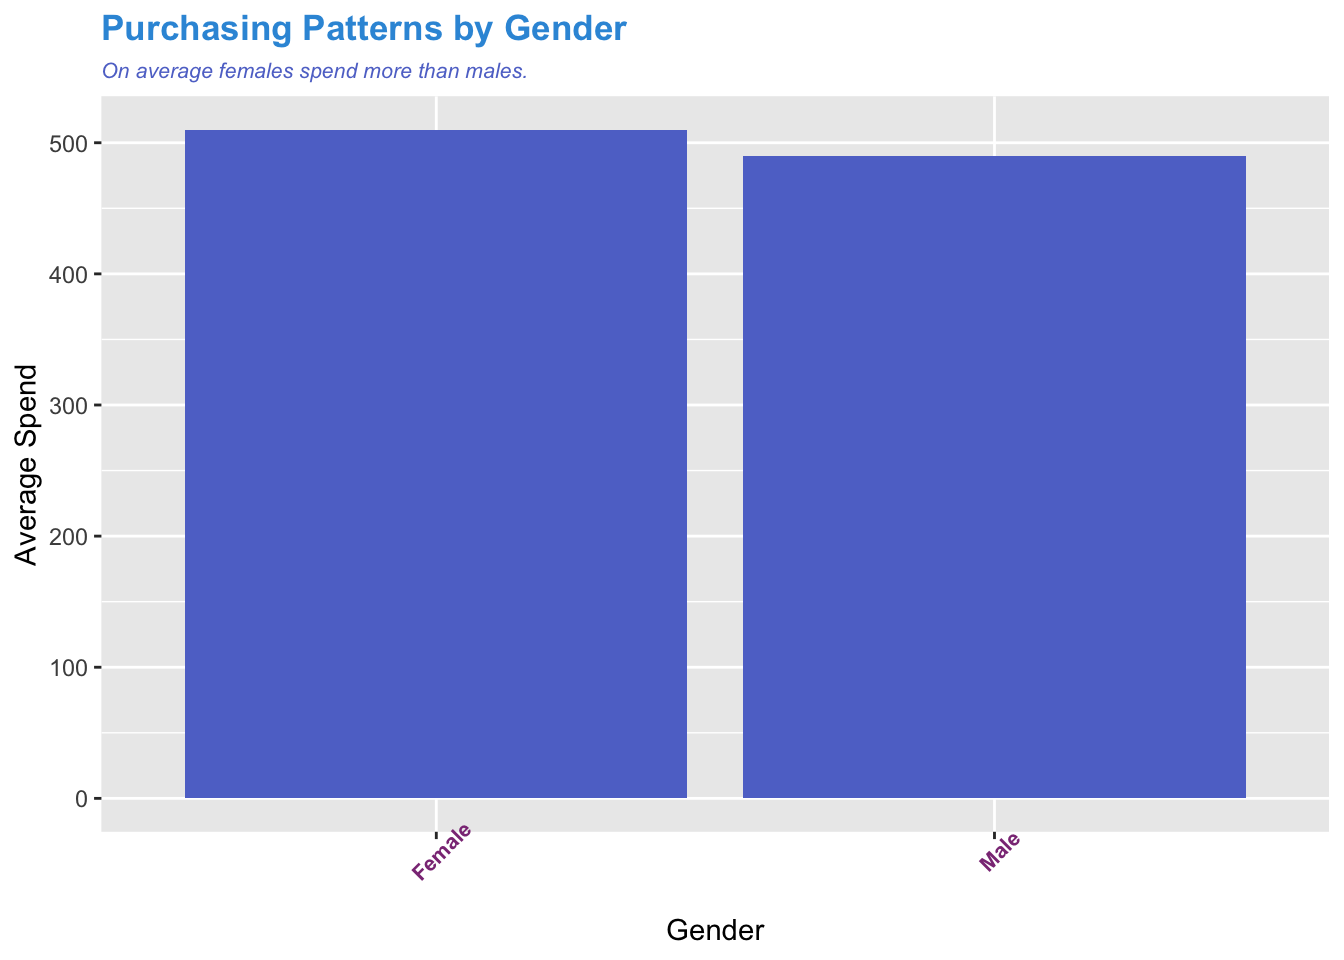 Purchasing Patterns by Gender
On average females spend more than males.
500
400
300
200
100
0
Average Spend
Female
Male
Gender